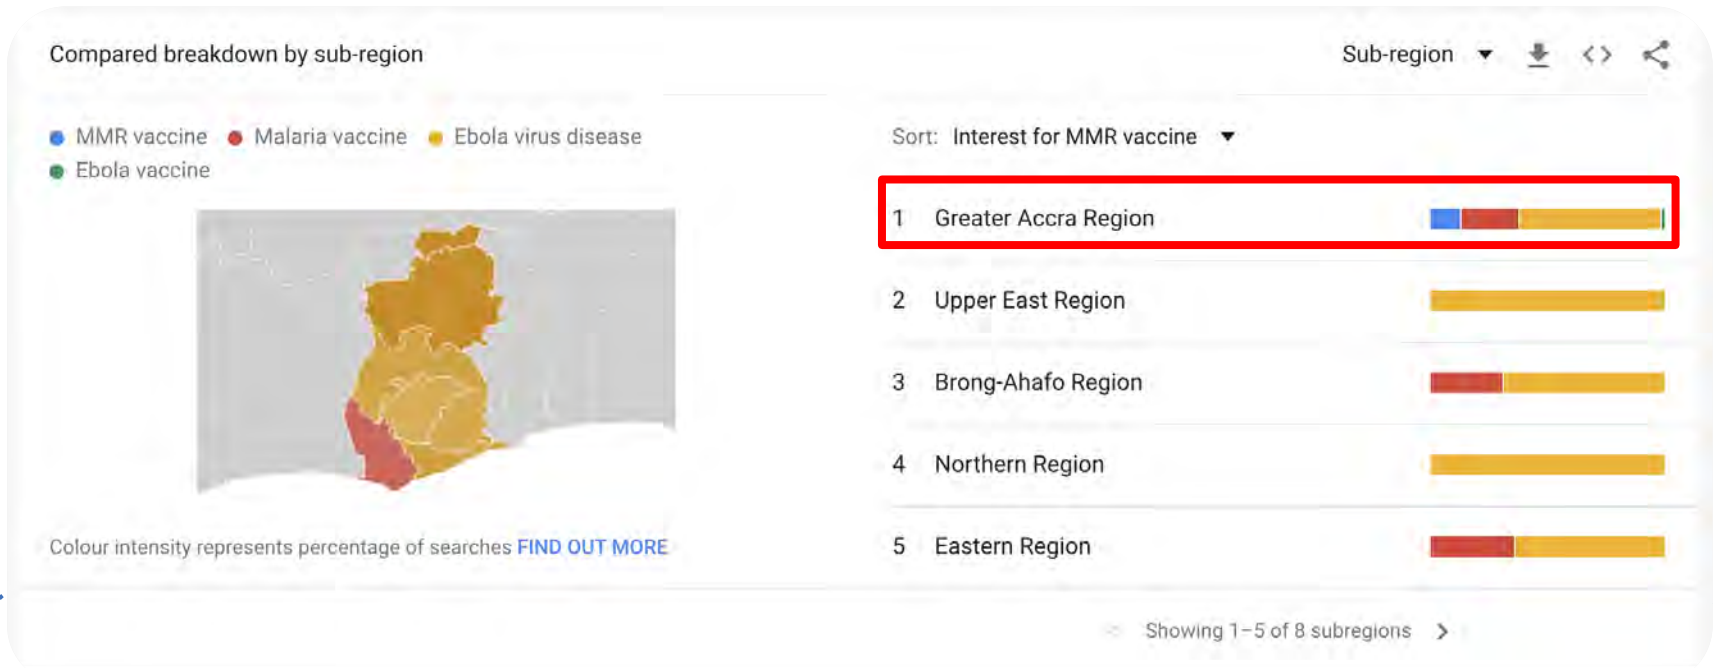 Compared breakdown by sub-region
Sub-region
MMR vaccine Malaria vaccine Ebola virus disease
Ebola vaccine
Sort: Interest for MMR vaccine
1 Greater Accra Region
2 Upper East Region
3 Brong-Ahafo Region
4 Northern Region
5 Eastern Region
Colour intensity represents percentage of searches FIND OUT MORE
Showing 1–5 of 8 subregions